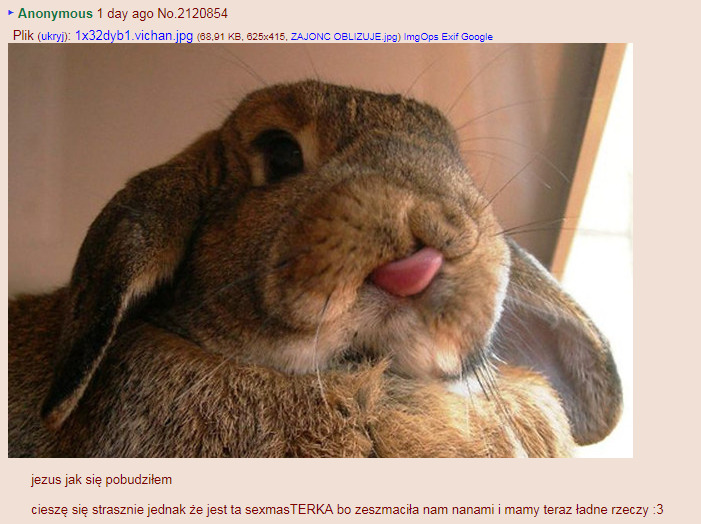 Anonymous 1 day ago No.2120854
Plik (ukryj): 1x32dyb1.vichan.jpg (68,91 KB, 625x415, ZAJONC OBLIZUJE.jpg) ImgOps Exif Google
jezus jak się pobudziłem
cieszę się strasznie jednak że jest ta sexmasTERKA bo zeszmaciła nam nanami i mamy teraz ładne rzeczy :3